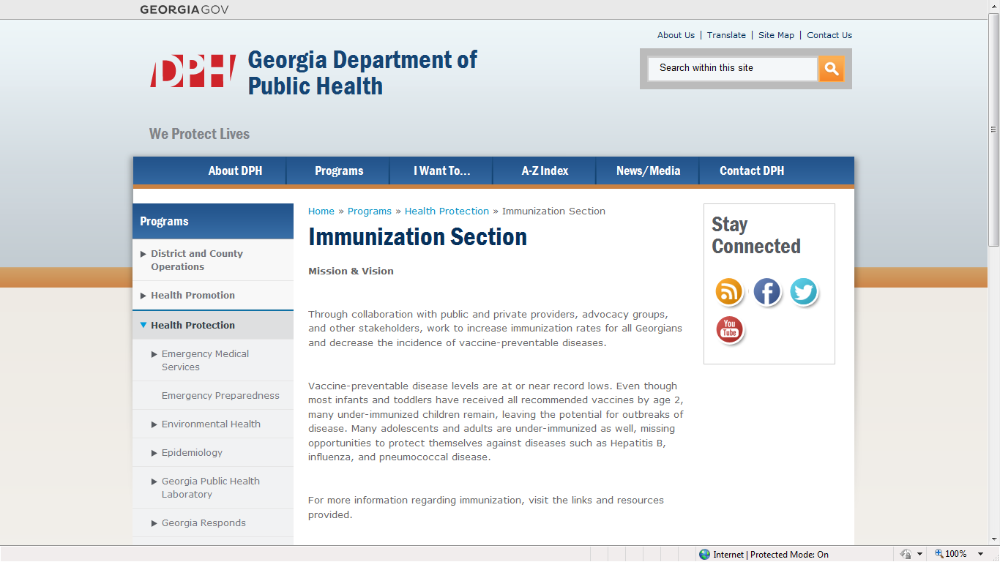 GEORGIAGOV
About Us | Translate | Site Map | Contact Us
DPH
Georgia Department of
Public Health
Search within this site
We Protect Lives
About DPH
Programs
I Want To...
A-Z Index
News/Media
Contact DPH
Programs
District and County
Operations
Health Promotion
Health Protection
Emergency Medical
Services
Emergency Preparedness
Environmental Health
Epidemiology
Georgia Public Health
Laboratory
Georgia Responds
Home » Programs » Health Protection » Immunization Section
Immunization Section
Mission & Vision
Through collaboration with public and private providers, advocacy groups,
and other stakeholders, work to increase immunization rates for all Georgians
and decrease the incidence of vaccine-preventable diseases.
Vaccine-preventable disease levels are at or near record lows. Even though
most infants and toddlers have received all recommended vaccines by age 2,
many under-immunized children remain, leaving the potential for outbreaks of
disease. Many adolescents and adults are under-immunized as well, missing
opportunities to protect themselves against diseases such as Hepatitis B,
influenza, and pneumococcal disease.
For more information regarding immunization, visit the links and resources
provided.
Stay
Connected
You
Tube
Internet | Protected Mode: On
100%